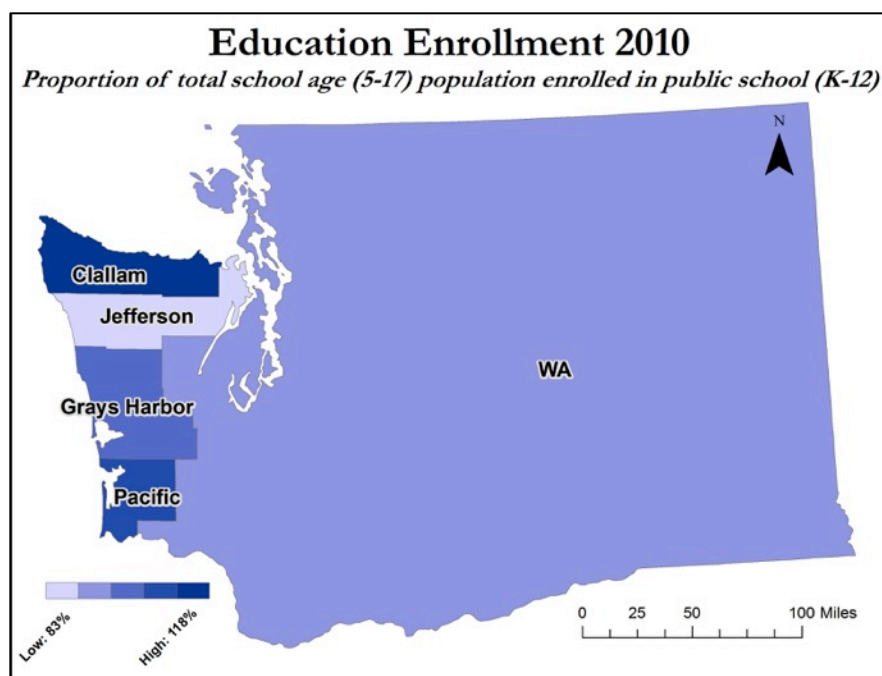 Education Enrollment 2010
Proportion of total school age (5-17) population enrolled in public school (K-12)
N
Clallam
Jefferson
WA
Grays Harbor
Pacific
Low: 83%
High: 118%
0 25 50 100 Miles